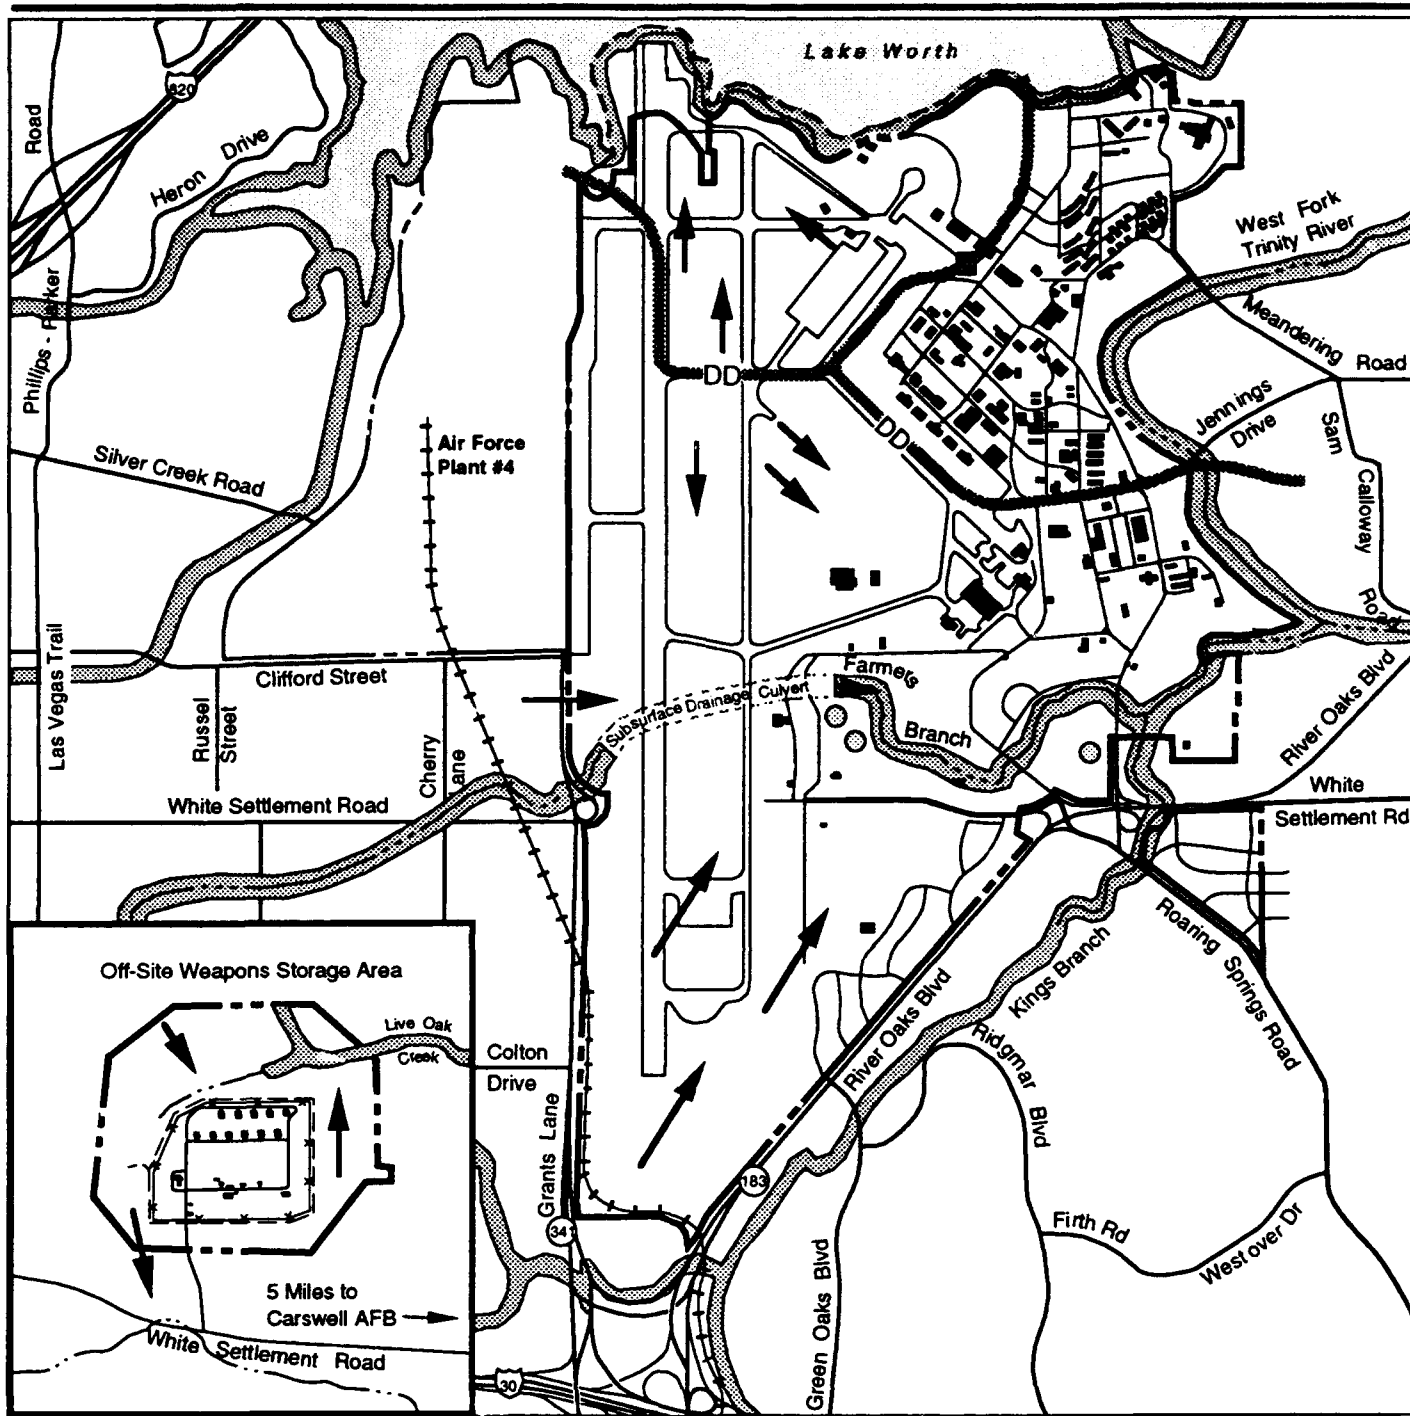 Lake Worth
820
Road
Heron Drive
West Fork
Trinity River
Phillips - Parker
Meandering
Road
DD
DD
Jennings
Drive
Sam
Calloway
Road
Air Force
Plant #4
Silver Creek Road
Las Vegas Trail
Clifford Street
Russel
Street
Cherry
Lane
Farmers
Branch
Subsurface Drainage Culvert
River Oaks Blvd
White Settlement Road
White
Settlement Rd
Off-Site Weapons Storage Area
Live Oak
Creek
Colton
Drive
Grants Lane
River Oaks Blvd
Kings Branch
Roaring Springs Road
Ridgmar Blvd
183
341
Firth Rd
Westover Dr
Green Oaks Blvd
5 Miles to
Carswell AFB
White Settlement Road
30